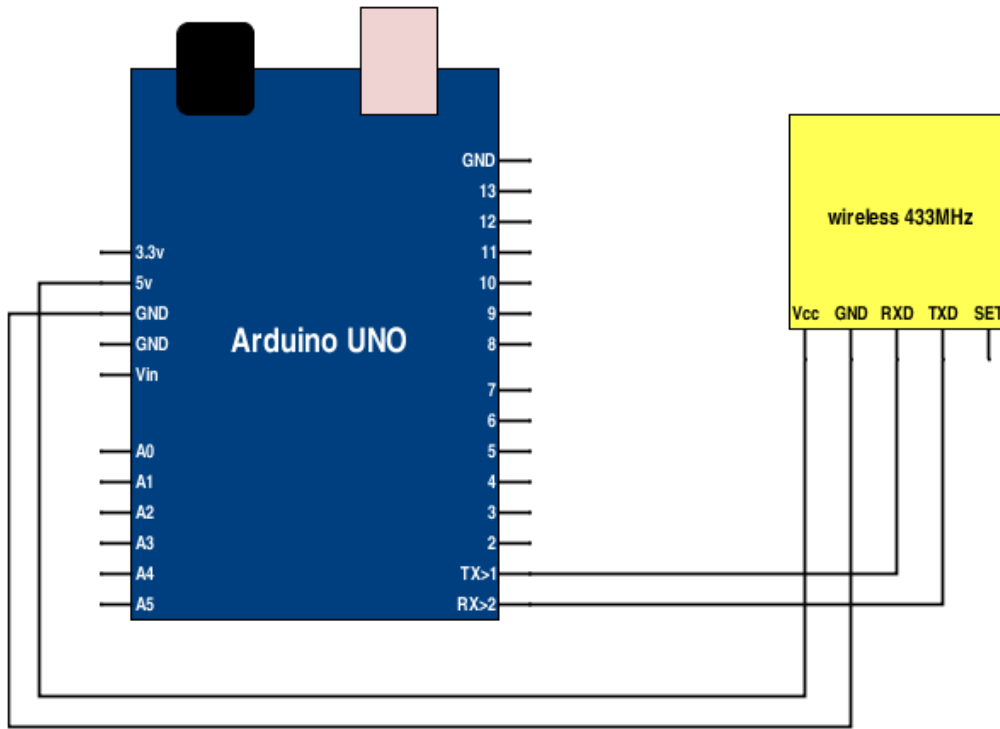 GND
13
12
11
10
9
8
7
6
5
4
3
2
TX>1
RX>2
3.3v
5v
GND
GND
Vin
A0
A1
A2
A3
A4
A5
Arduino UNO
wireless 433MHz
Vcc GND RXD TXD SET